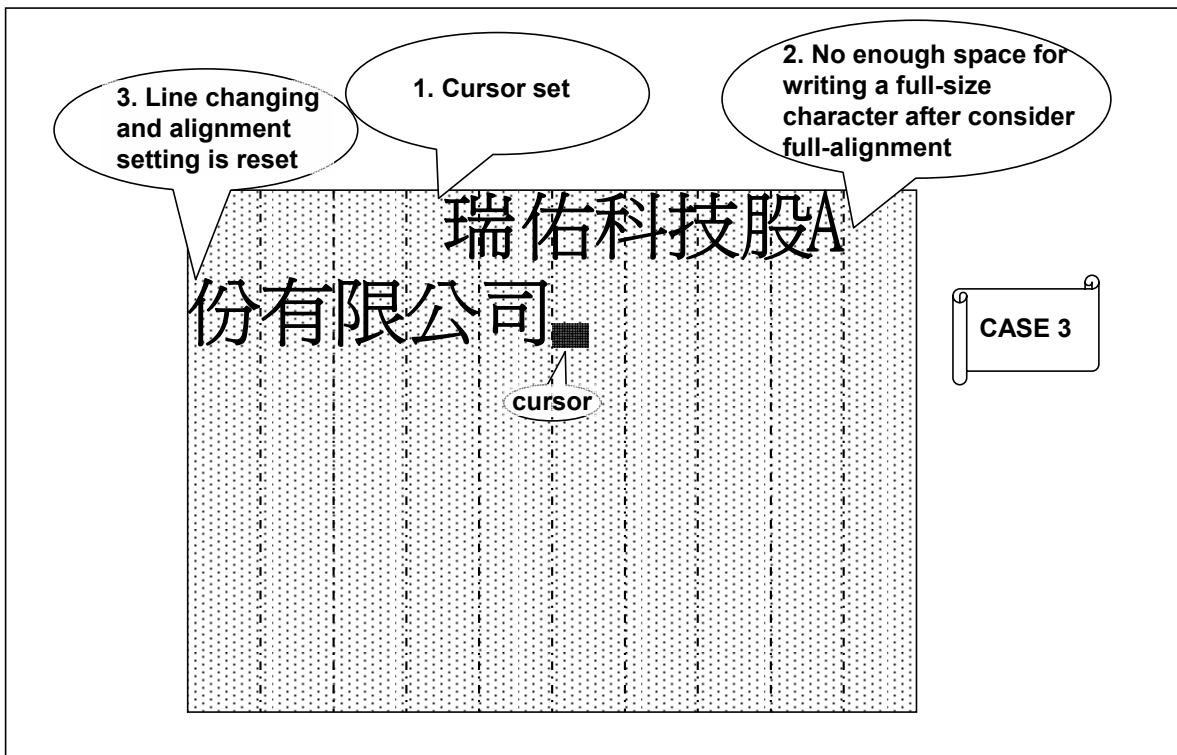 3. Line changing
and alignment
setting is reset
1. Cursor set
2. No enough space for
writing a full-size
character after consider
full-alignment
瑞佑科技股A
份有限公司
cursor
CASE 3